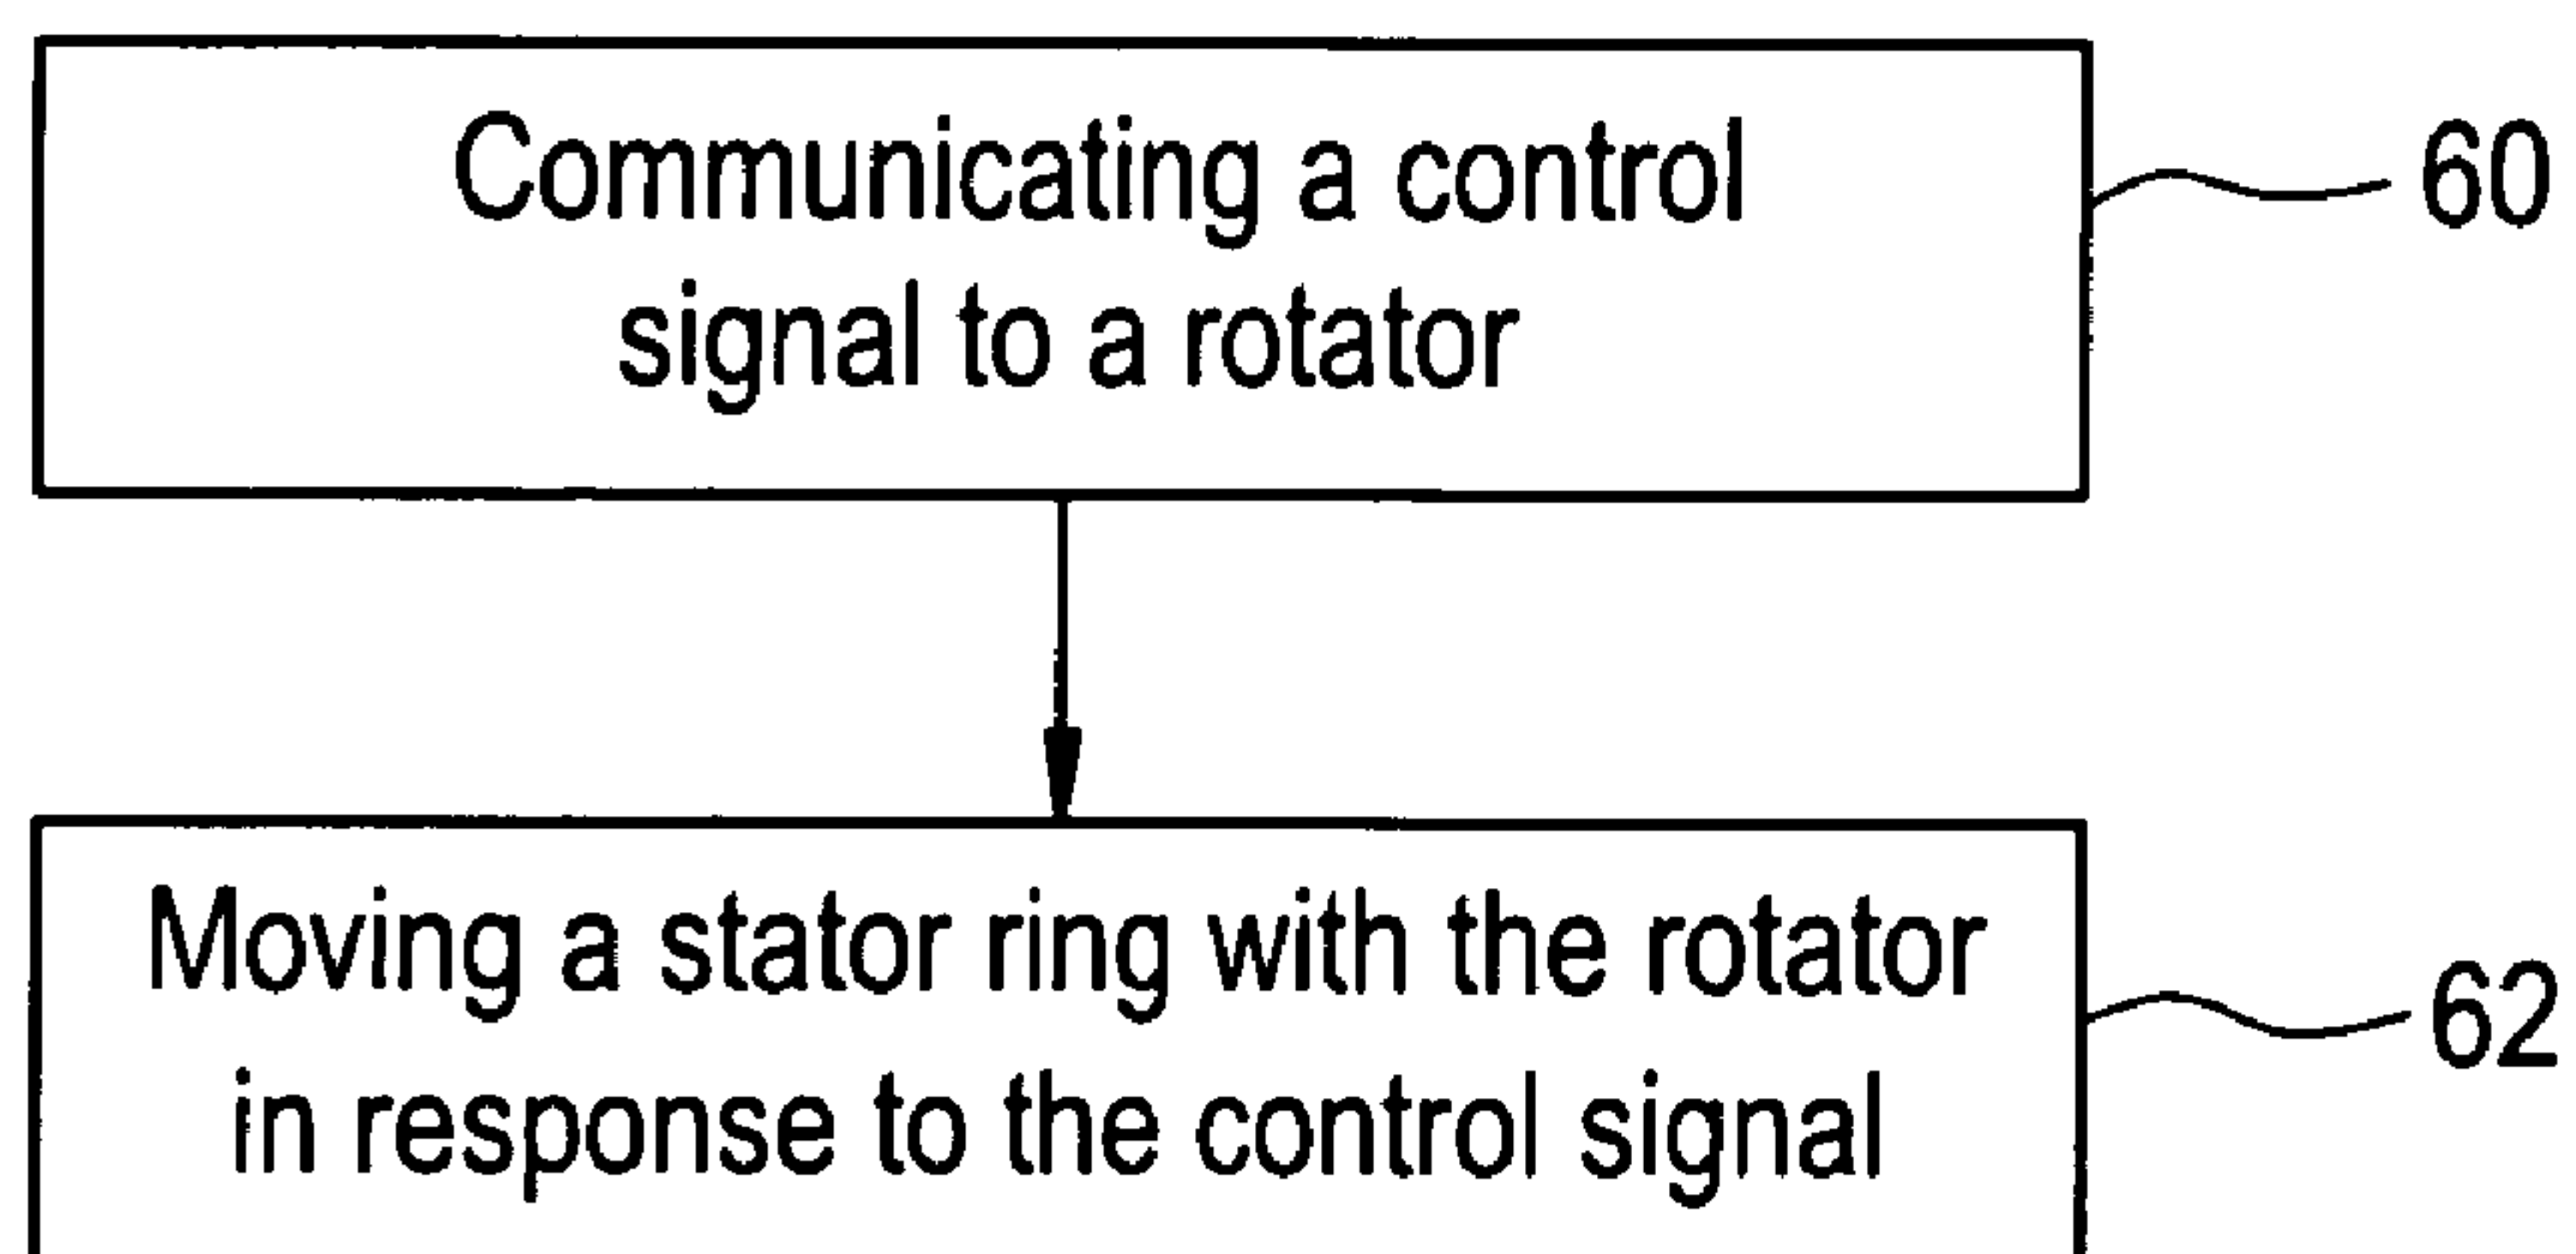 Communicating a control
signal to a rotator
60
Moving a stator ring with the rotator
in response to the control signal
62